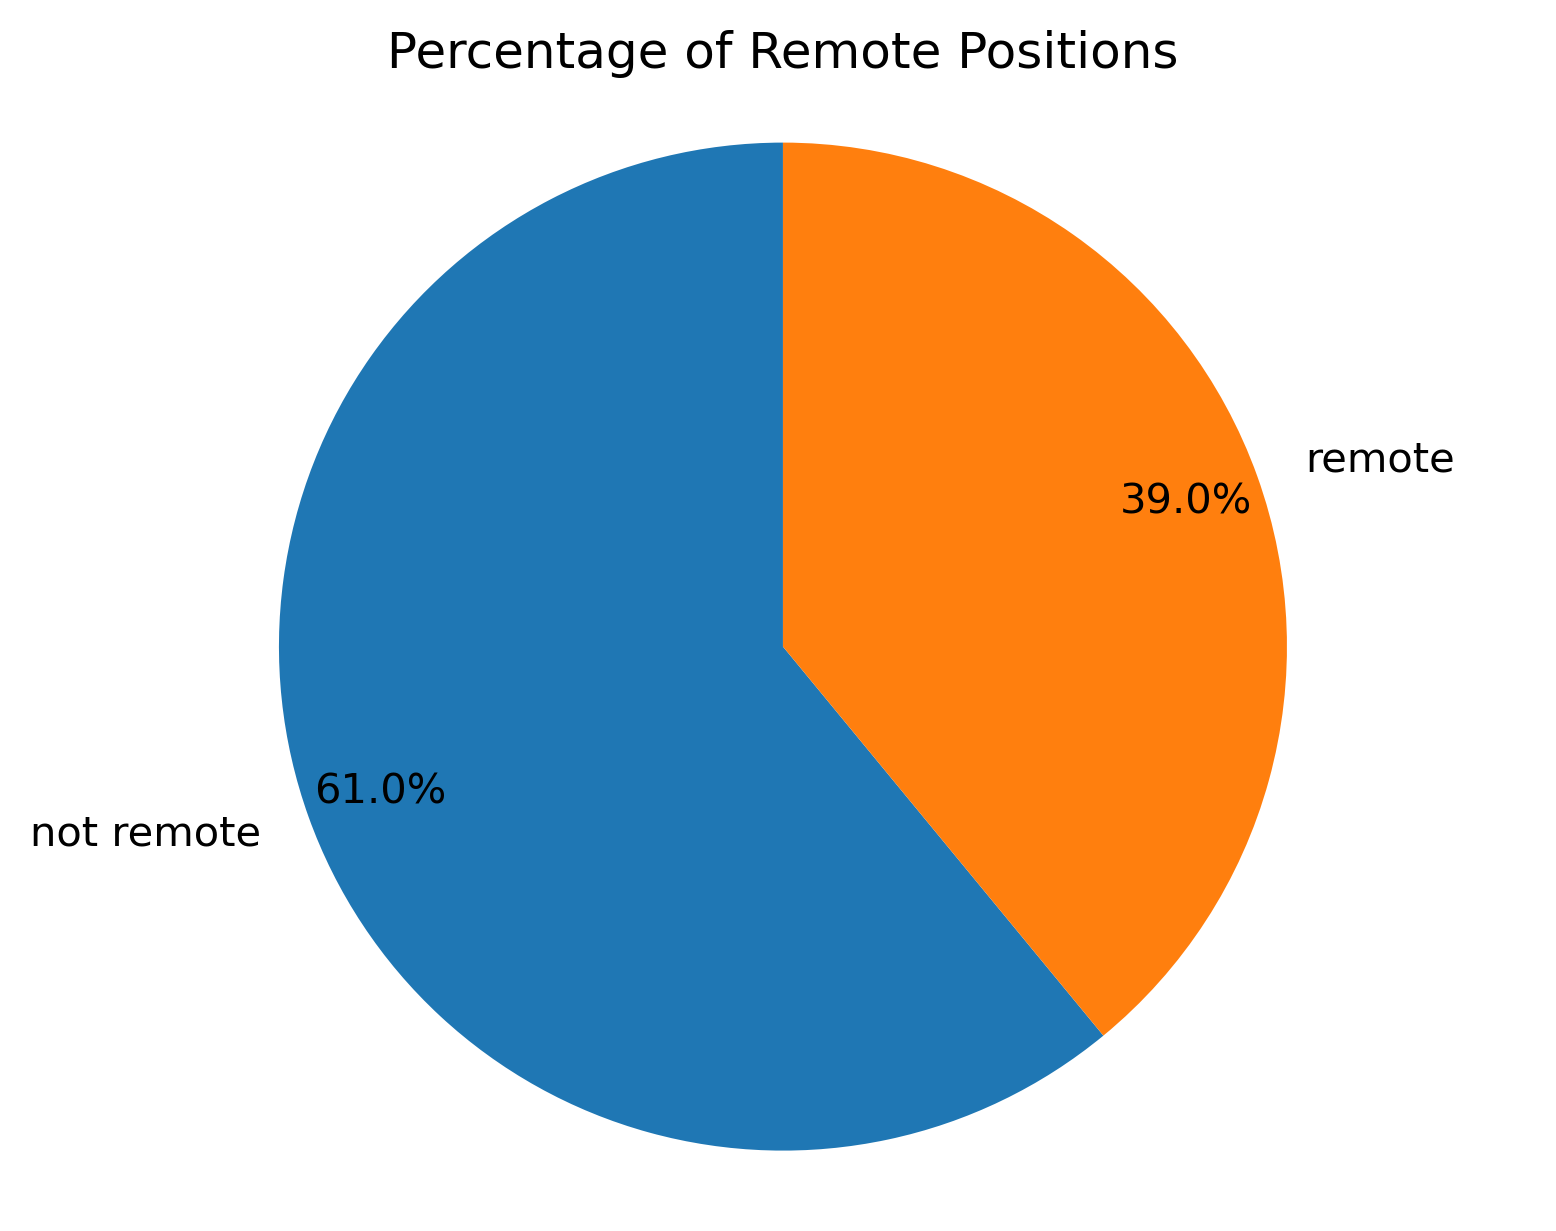 Percentage of Remote Positions
remote
39.0%
61.0%
not remote